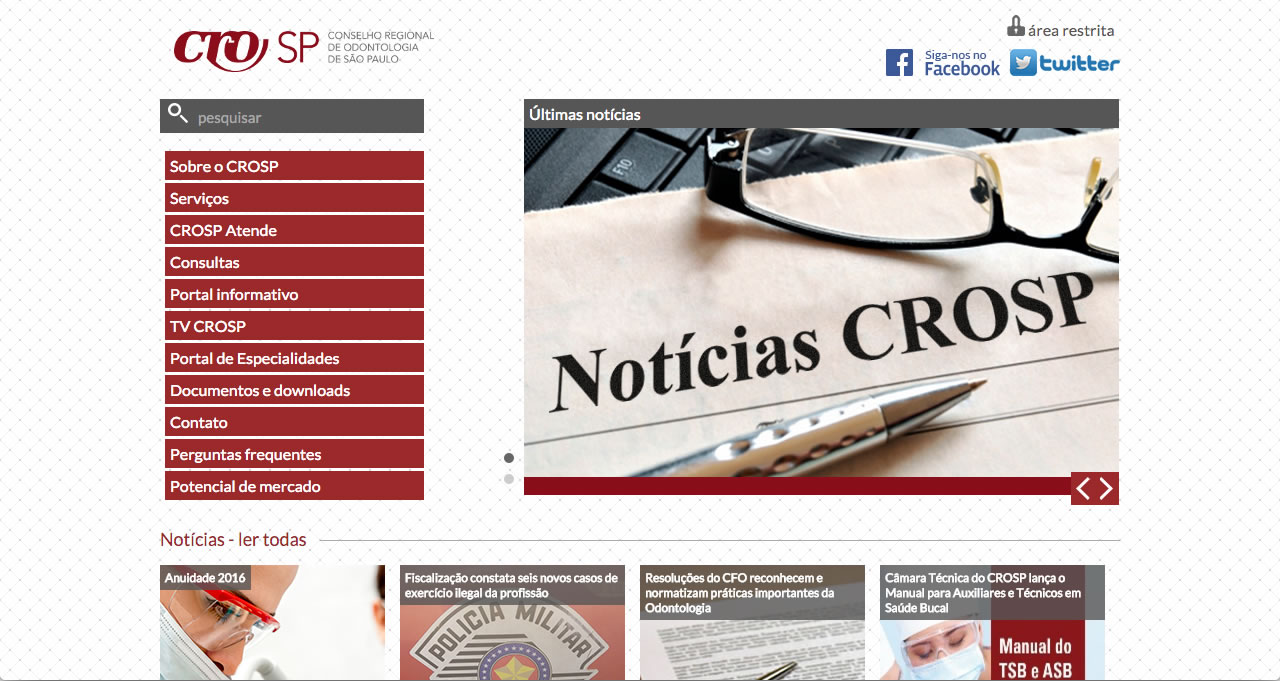 cro SP
CONSELHO REGIONAL
DE ODONTOLOGIA
DE SÃO PAULO
área restrita
Siga-nos no
Facebook
twitter
pesquisar
Últimas notícias
Sobre o CROSP
Serviços
CROSP Atende
Consultas
Portal informativo
TV CROSP
Portal de Especialidades
Documentos e downloads
Contato
Perguntas frequentes
Potencial de mercado
F10
Notícias CROSP
Notícias - ler todas
Anuidade 2016
Fiscalização constata seis novos casos de
exercício ilegal da profissão
POLICIA MILITAR
Resoluções do CFO reconhecem e
normatizam práticas importantes da
Odontologia
Câmara Técnica do CROSP lança o
Manual para Auxiliares e Técnicos em
Saúde Bucal
Manual do
TSB e ASB